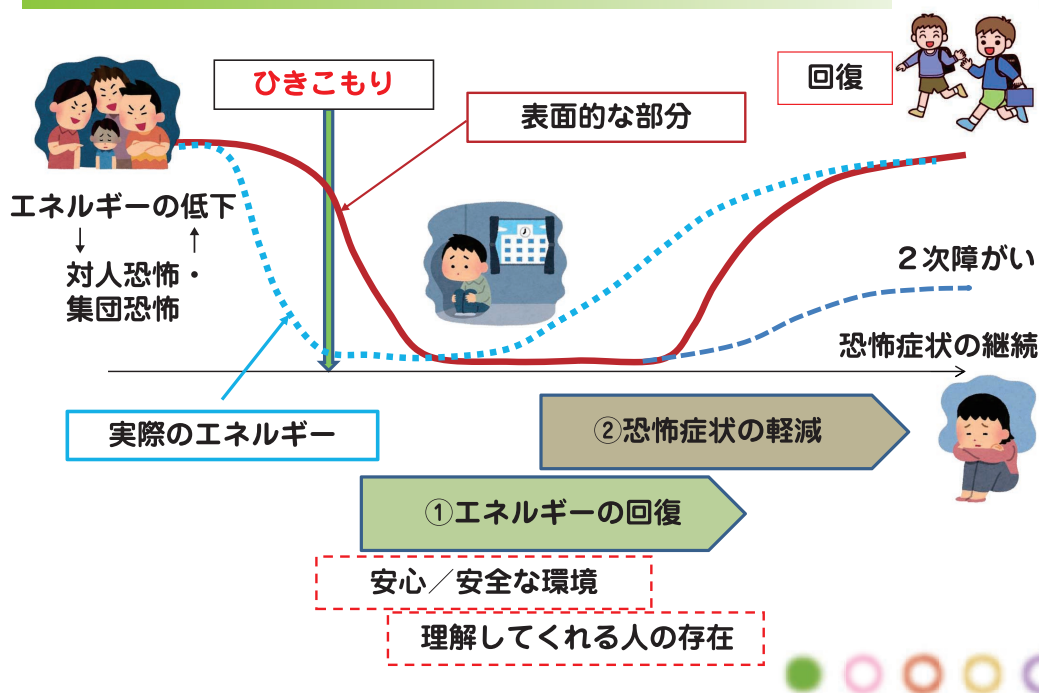 ひきこもり
回復
表面的な部分
エネルギーの低下
↓ ↑
対人恐怖・
集団恐怖
2次障がい
恐怖症状の継続
実際のエネルギー
②恐怖症状の軽減
①エネルギーの回復
安心／安全な環境
理解してくれる人の存在